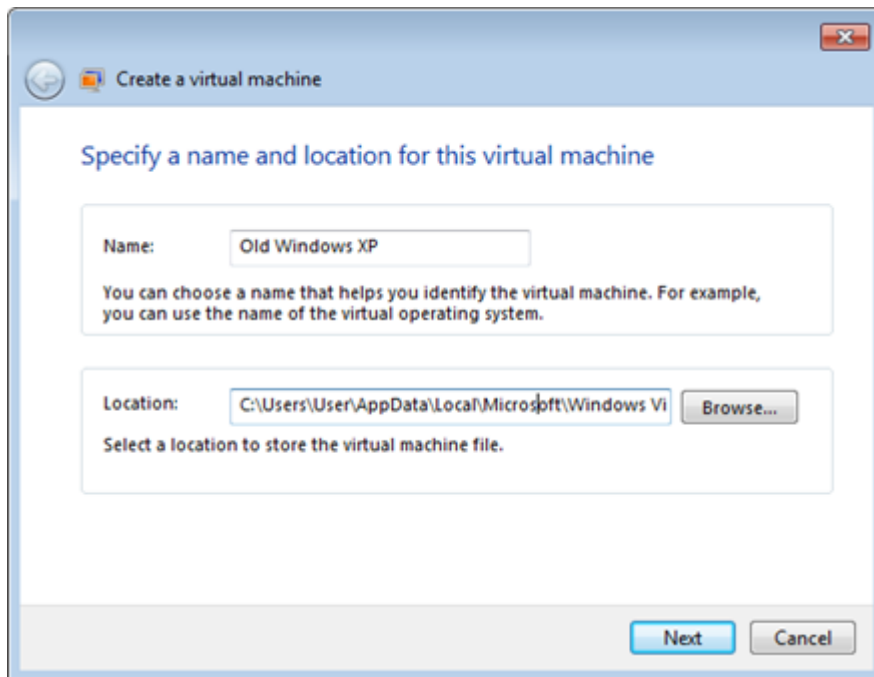 Create a virtual machine
Specify a name and location for this virtual machine
Name: Old Windows XP
You can choose a name that helps you identify the virtual machine. For example,
you can use the name of the virtual operating system.
Location: C:\Users\User\AppData\Local\Microsoft\Windows Vi Browse...
Select a location to store the virtual machine file.
Next Cancel